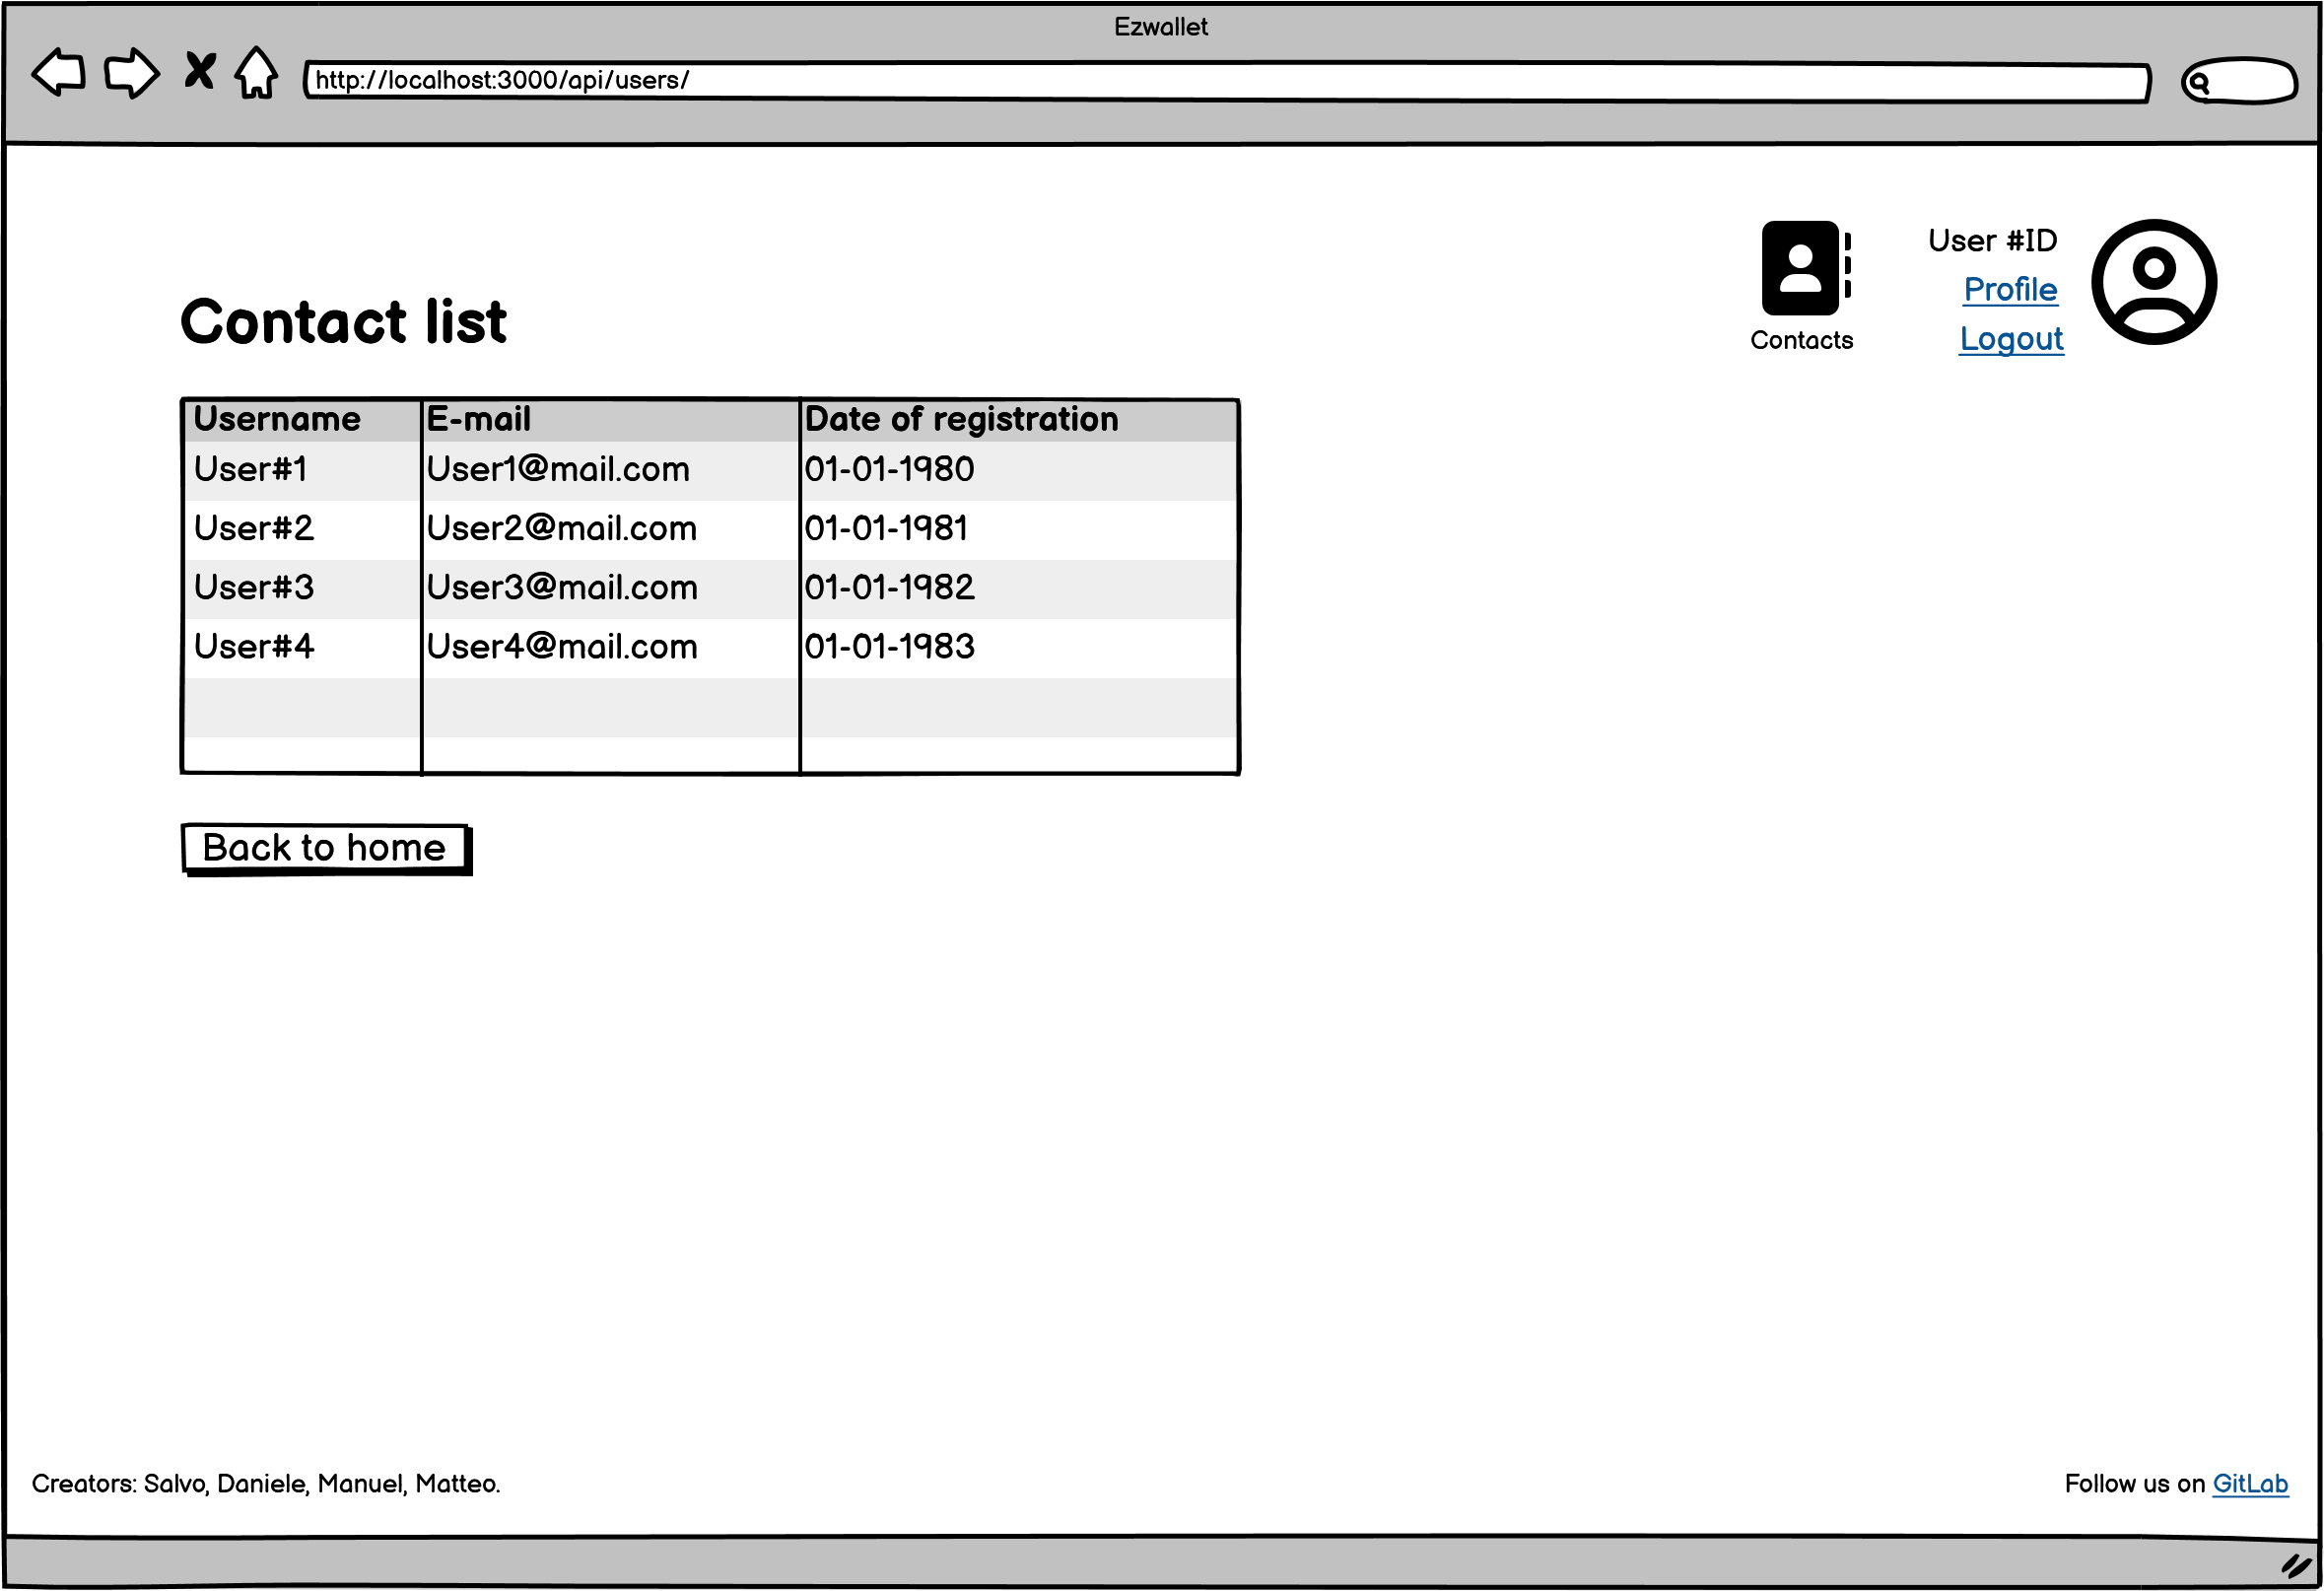 Ezwallet
http://localhost:3000/api/users/
User #ID
Profile
Logout
Contacts
Contact list
Username E-mail Date of registration
User#1 User1@mail.com 01-01-1980
User#2 User2@mail.com 01-01-1981
User#3 User3@mail.com 01-01-1982
User#4 User4@mail.com 01-01-1983
Back to home
Creators: Salvo, Daniele, Manuel, Matteo.
Follow us on GitLab